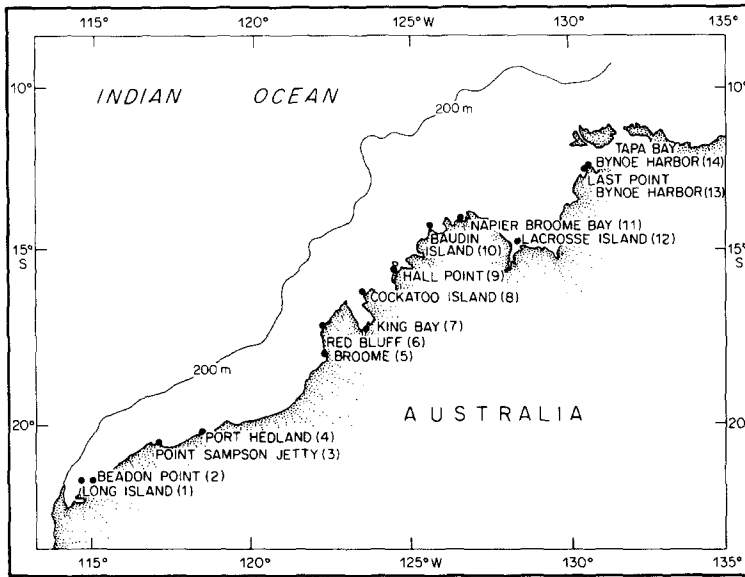 115°
120°
125°W
130°
135°
10°
INDIAN OCEAN
10°
200 m
TAPA BAY
BYNOE HARBOR (14)
LAST POINT
BYNOE HARBOR (13)
NAPIER BROOME BAY (11)
BAUDIN
ISLAND
(10)
LACROSSE ISLAND (12)
15°
S
15°
S
HALL POINT (9)
COCKATOO ISLAND (8)
KING BAY (7)
RED BLUFF (6)
BROOME (5)
200 m
AUSTRALIA
20°
20°
PORT HEDLAND (4)
POINT SAMPSON JETTY (3)
BEADON POINT (2)
LONG ISLAND (1)
115°
120°
125°W
130°
135°